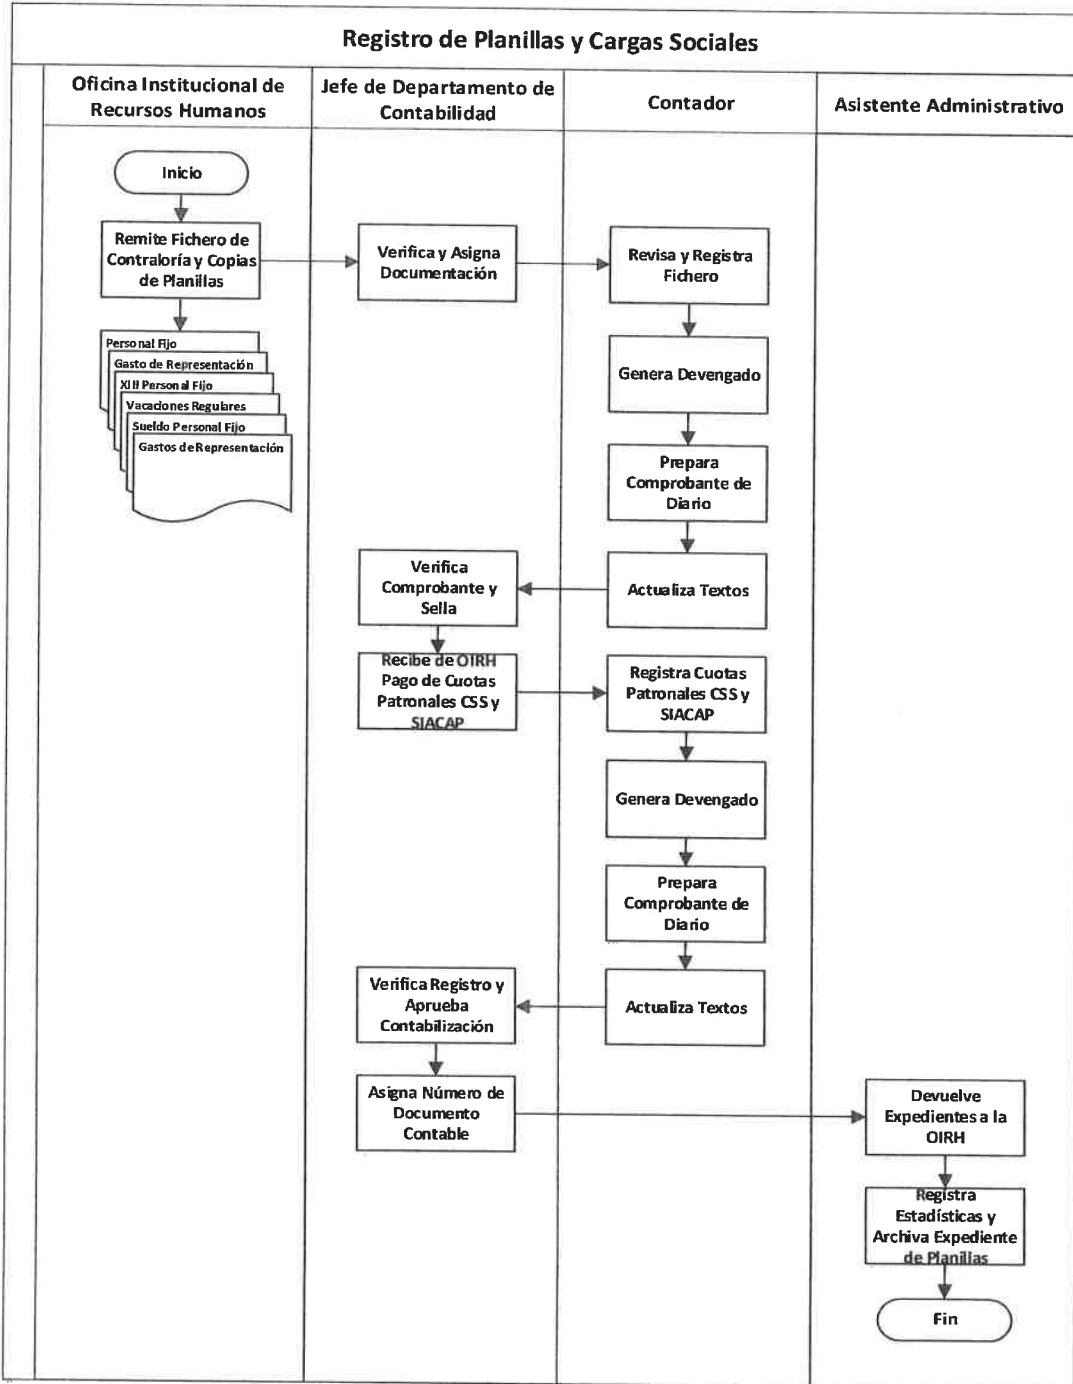 Registro de Planillas y Cargas Sociales
Oficina Institucional de
Recursos Humanos
Jefe de Departamento de
Contabilidad
Contador
Asistente Administrativo
Inicio
Remite Fichero de
Contraloría y Copias
de Planillas
Verifica y Asigna
Documentación
Revisa y Registra
Fichero
Personal Fijo
Gasto de Representación
XIII Personal Fijo
Vacaciones Regulares
Sueldo Personal Fijo
Gastos de Representación
Genera Devengado
Prepara
Comprobante de
Diario
Actualiza Textos
Verifica
Comprobante y
Sella
Recibe de OIRH
Pago de Cuotas
Patronales CSS y
SIACAP
Registra Cuotas
Patronales CSS y
SIACAP
Genera Devengado
Prepara
Comprobante de
Diario
Actualiza Textos
Verifica Registro y
Aprueba
Contabilización
Asigna Número de
Documento
Contable
Devuelve
Expedientes a la
OIRH
Registra
Estadísticas y
Archiva Expediente
de Planillas
Fin